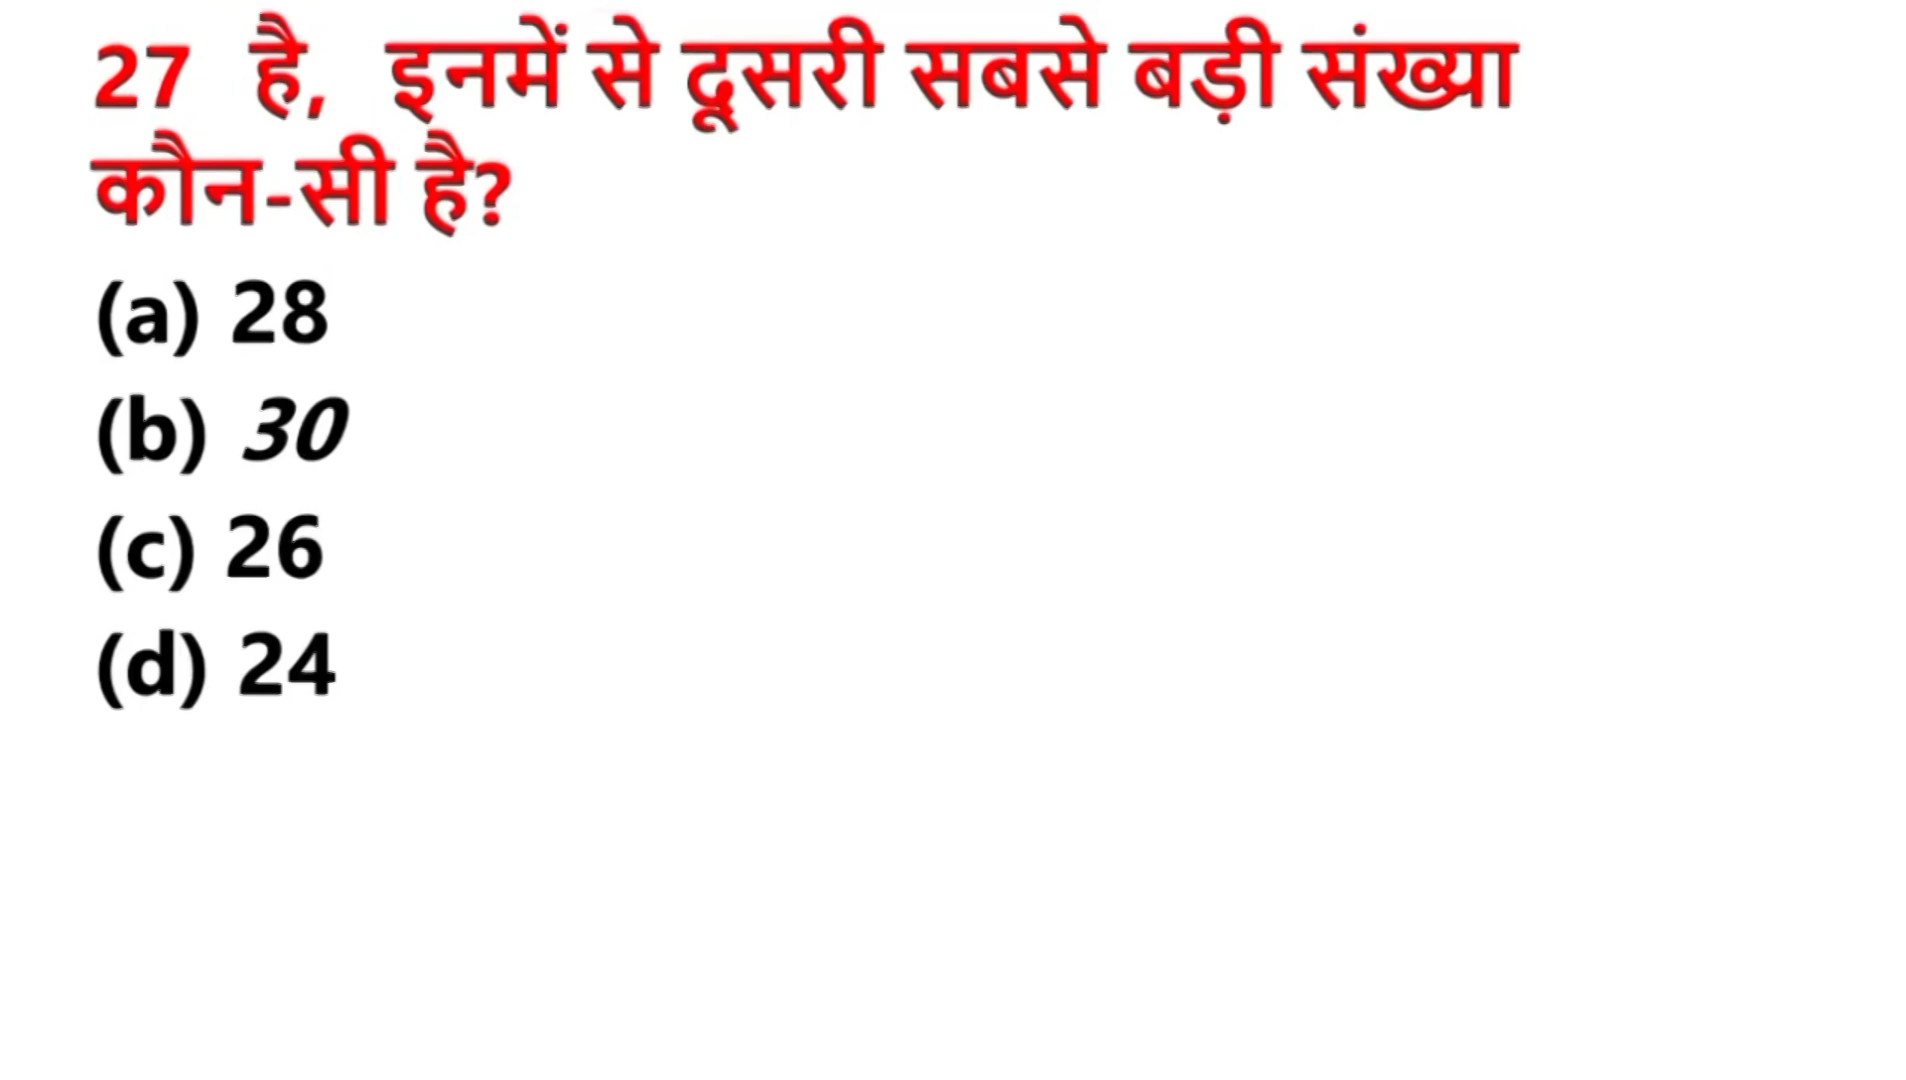 27 है, इनमें से दूसरी सबसे बड़ी संख्या
कौन-सी है?
(a) 28
(b) 30
(c) 26
(d) 24